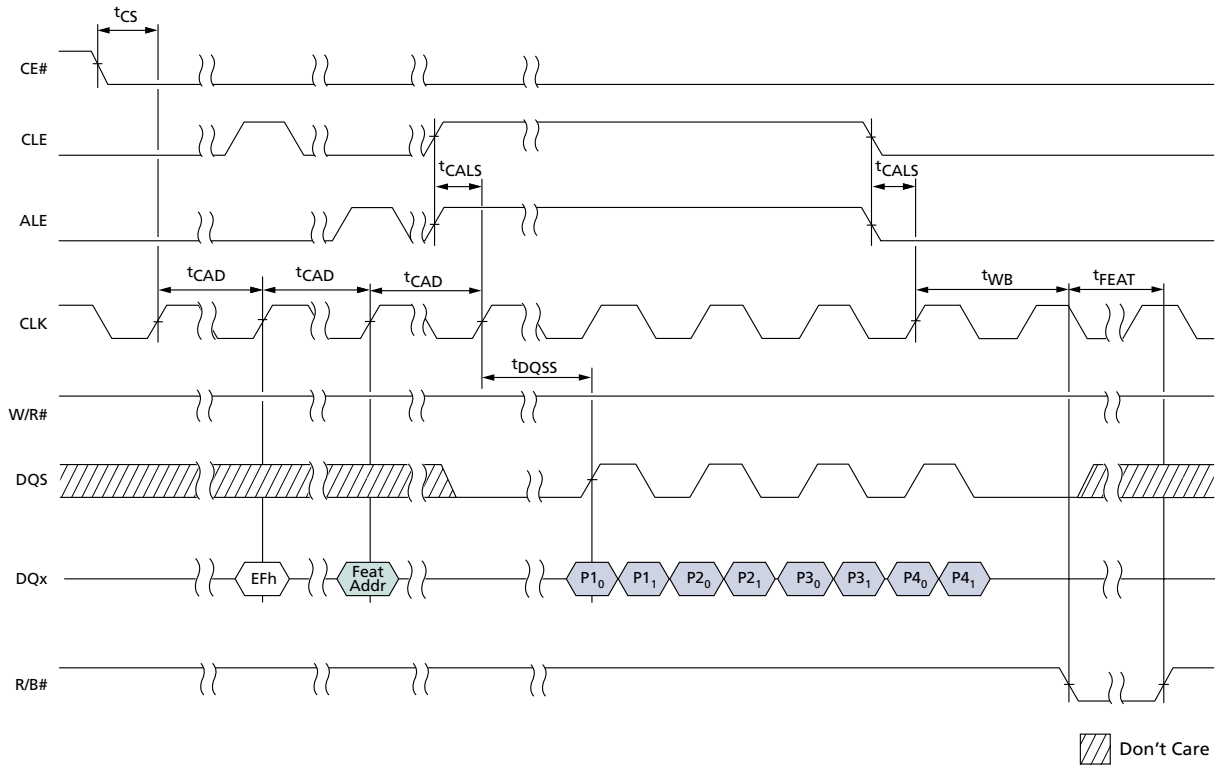 tCS
CE#
CLE
tCALS
tCALS
ALE
tCAD
tCAD
tCAD
tWB
tFEAT
CLK
tDQSS
W/R#
DQS
DQx
EFh
Feat
Addr
P1₀
P1₁
P2₀
P2₁
P3₀
P3₁
P4₀
P4₁
R/B#
Don't Care